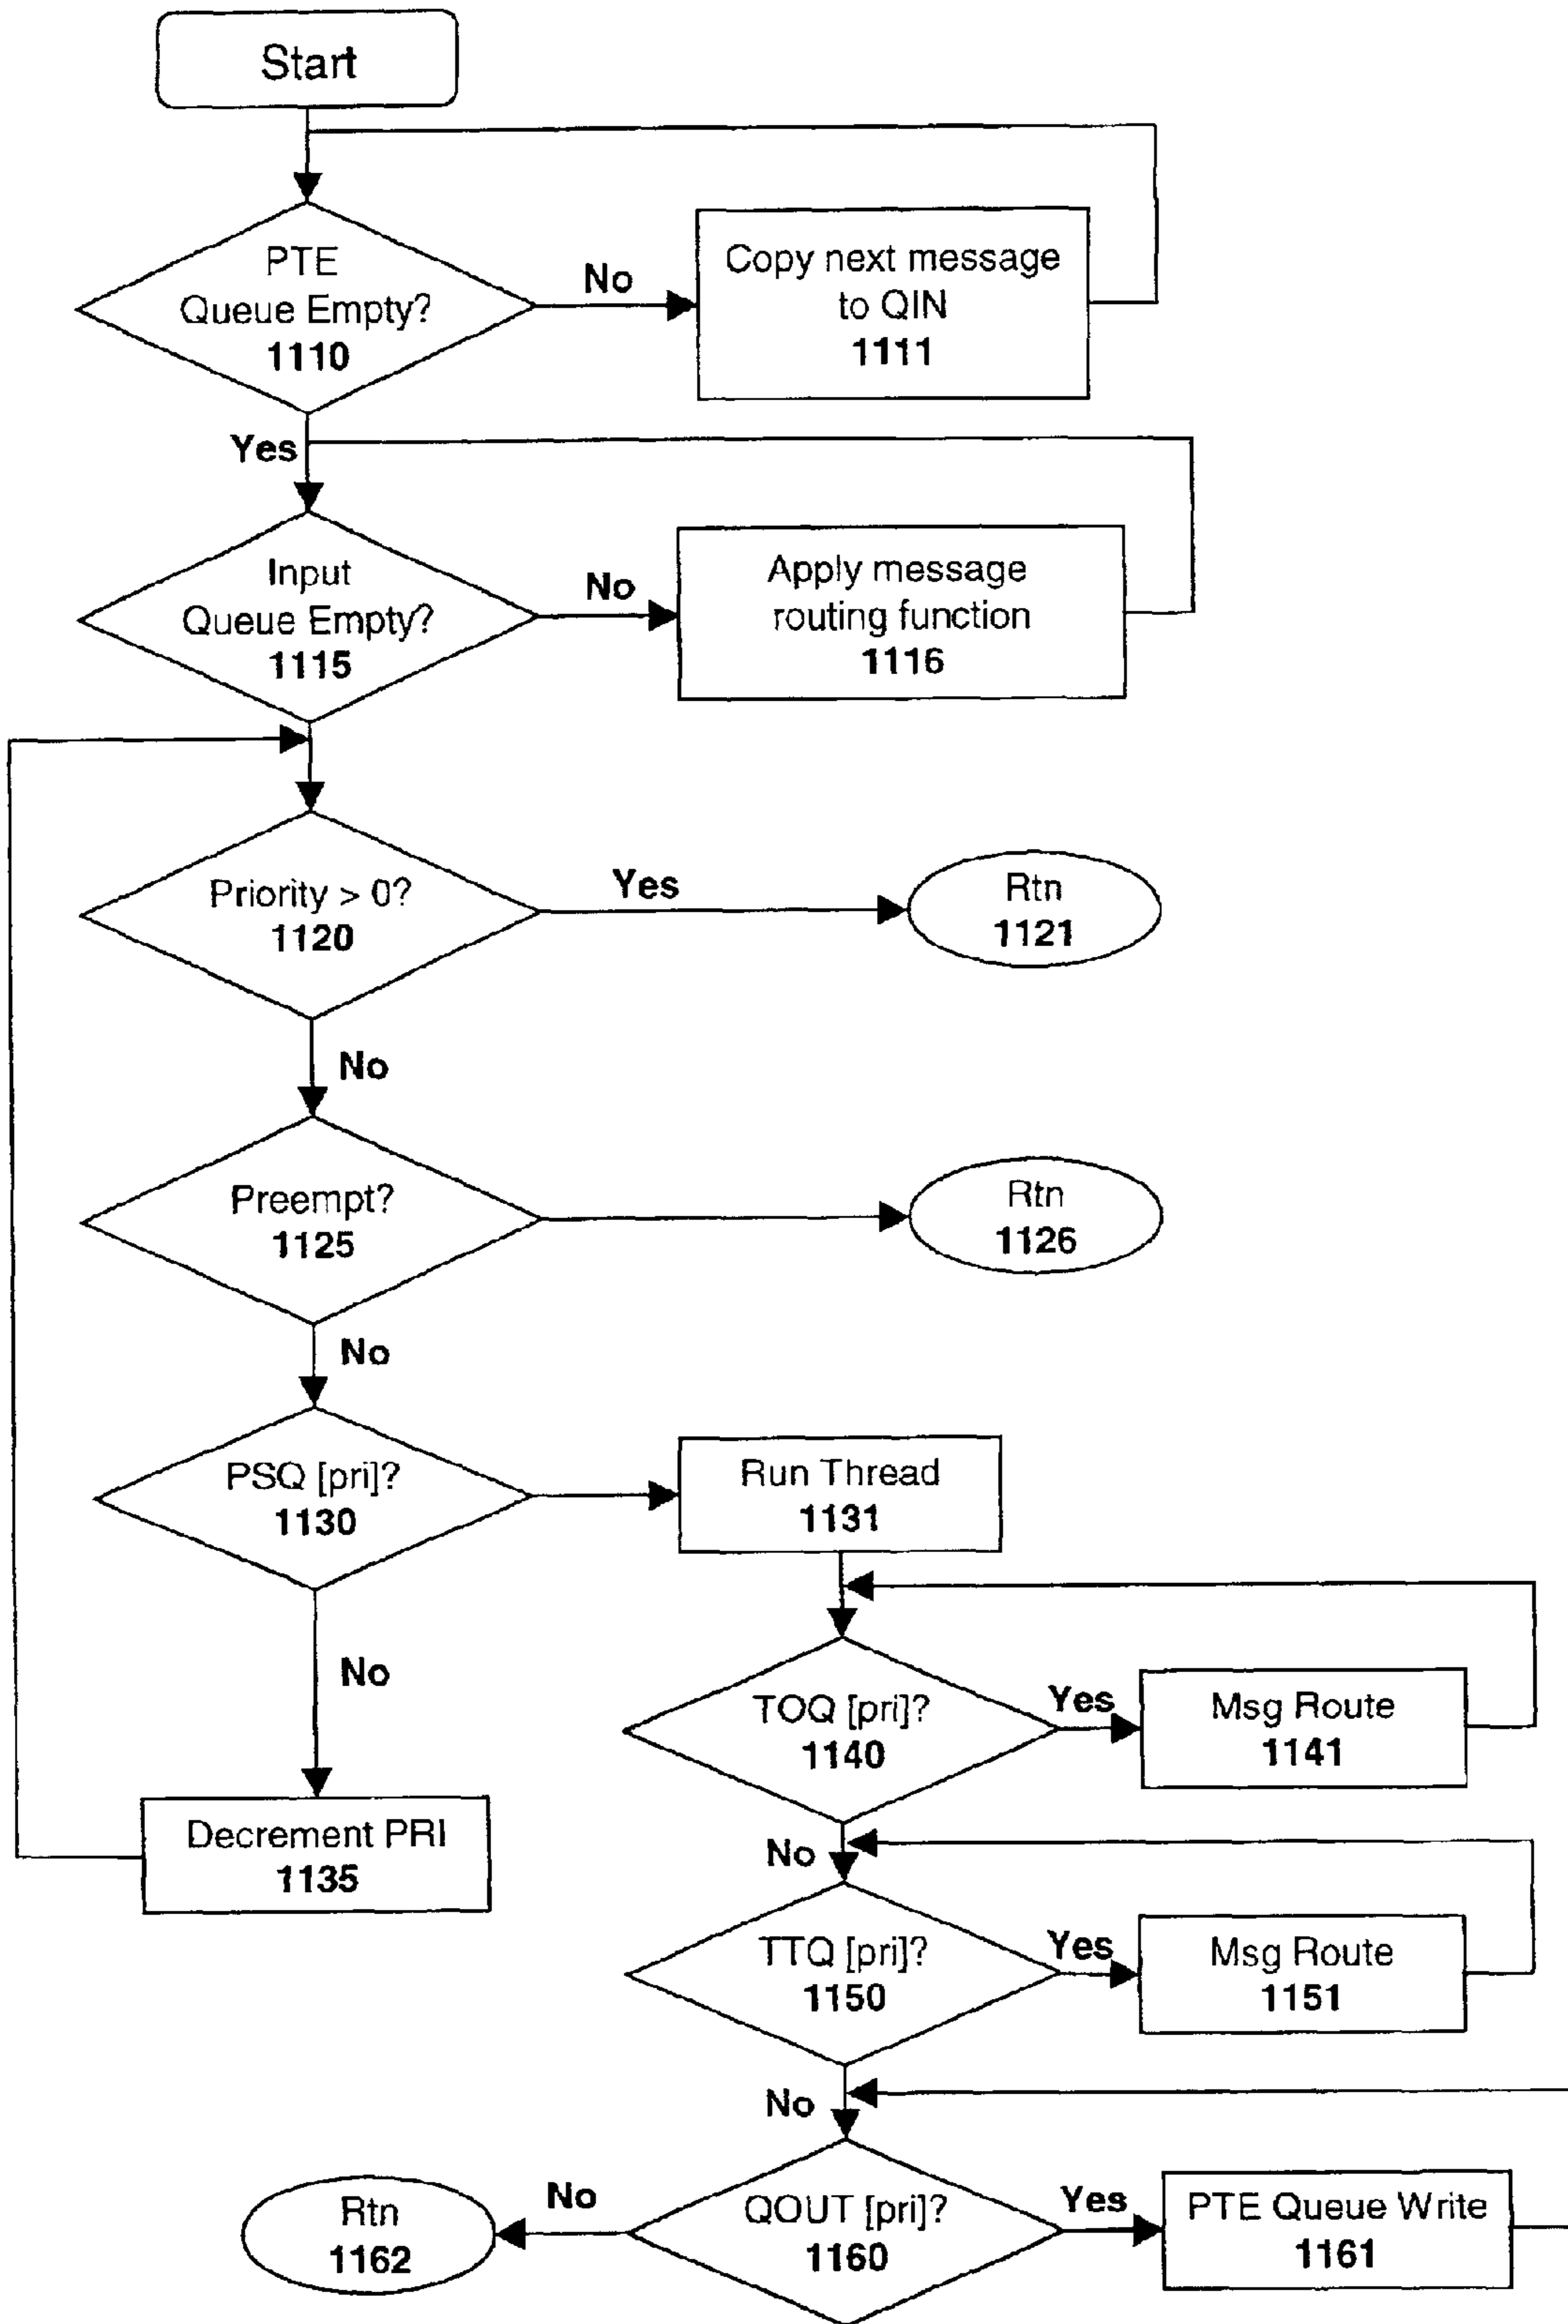 Start
PTE
Queue Empty?
1110
No
Copy next message
to QIN
1111
Yes
Input
Queue Empty?
1115
No
Apply message
routing function
1116
Priority > 0?
1120
Yes
Rtn
1121
No
Preempt?
1125
Rtn
1126
No
PSQ [pri]?
1130
Run Thread
1131
No
TOQ [pri]?
1140
Yes
Msg Route
1141
Decrement PRI
1135
No
TTQ [pri]?
1150
Yes
Msg Route
1151
No
Rtn
1162
No
QOUT [pri]?
1160
Yes
PTE Queue Write
1161